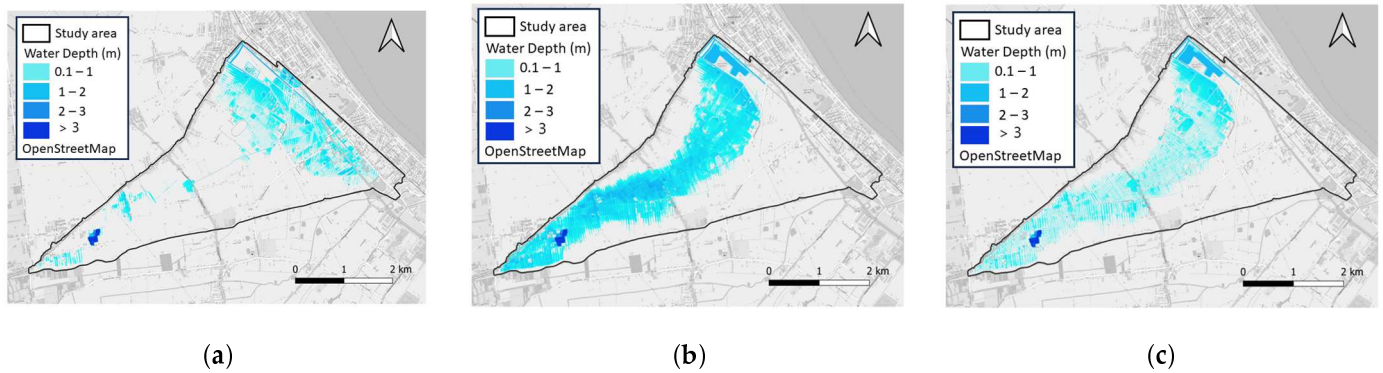 Study area
Water Depth (m)
0.1 – 1
1 – 2
2 – 3
> 3
OpenStreetMap
0 1 2 km
(a)
Study area
Water Depth (m)
0.1 – 1
1 – 2
2 – 3
> 3
OpenStreetMap
0 1 2 km
(b)
Study area
Water Depth (m)
0.1 – 1
1 – 2
2 – 3
> 3
OpenStreetMap
0 1 2 km
(c)